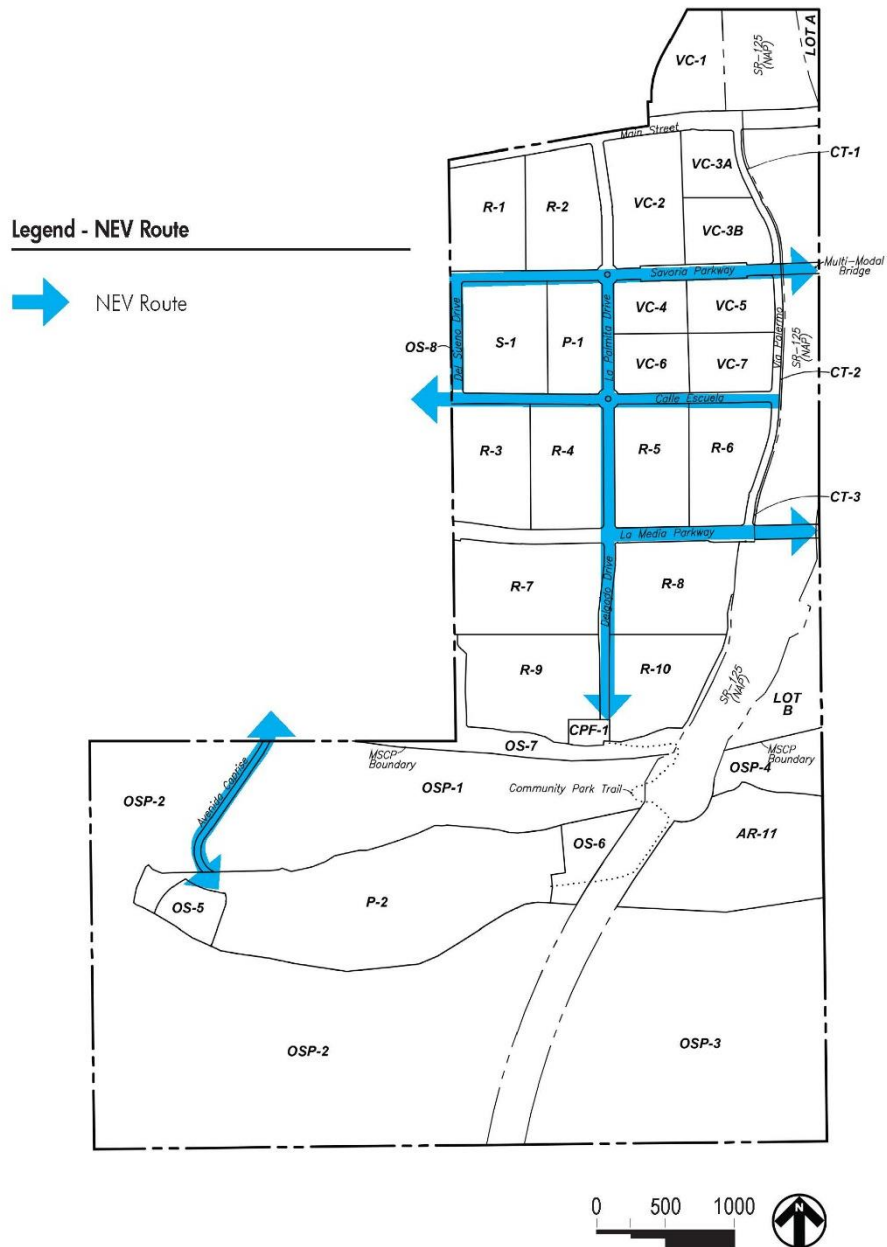 LOT A
VC-1
SR-125
(NAP)
Main Street
CT-1
VC-3A
R-1
R-2
VC-2
Legend - NEV Route
VC-3B
Multi-Modal
Bridge
Savoria Parkway
NEV Route
Del Sueno Drive
S-1
P-1
La Palmita Drive
VC-4
VC-5
Via Palermo
SR-125
(NAP)
OS-8
VC-6
VC-7
CT-2
Calle Escuela
R-3
R-4
R-5
R-6
CT-3
La Media Parkway
R-7
Delgado Drive
R-8
R-9
R-10
SR-125
(NAP)
LOT
B
CPF-1
OS-7
MSCP
Boundary
MSCP
Boundary
OSP-4
OSP-2
Avenida Caprise
OSP-1
Community Park Trail
OS-6
AR-11
OS-5
P-2
OSP-2
OSP-3
0 500 1000
N